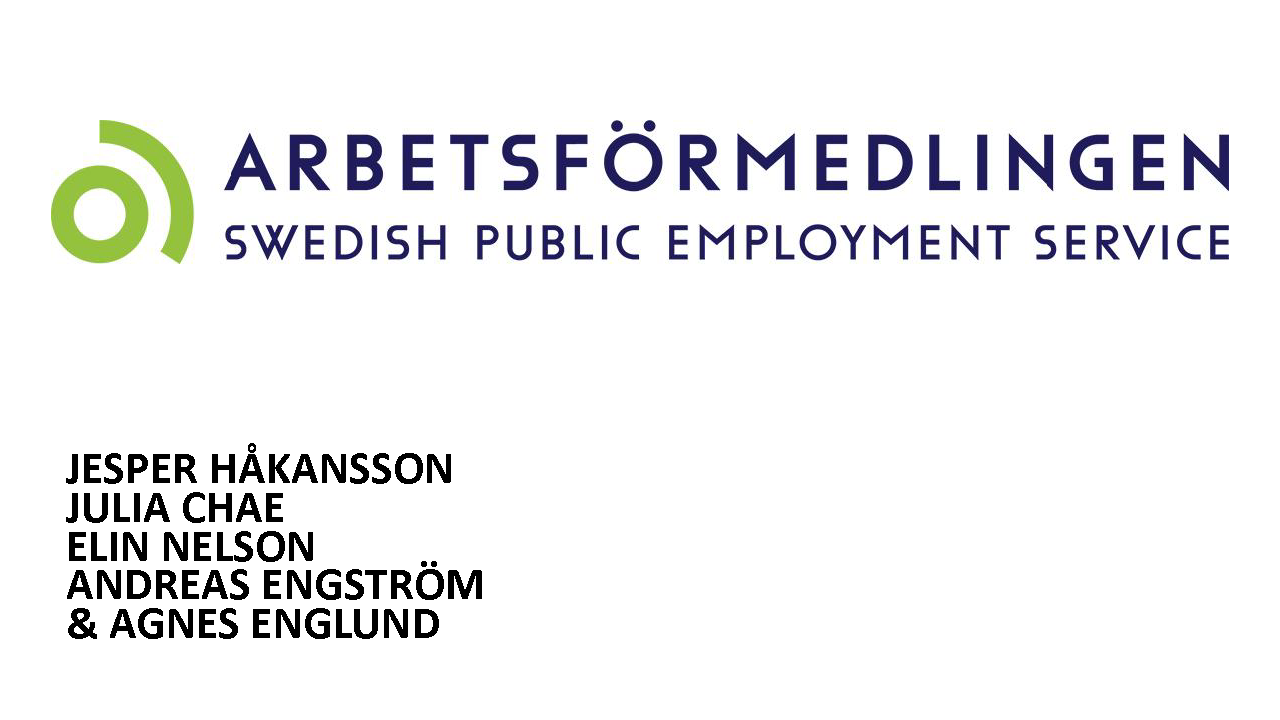 ARBETSFÖRMEDLINGEN
SWEDISH PUBLIC EMPLOYMENT SERVICE
JESPER HÅKANSSON
JULIA CHAE
ELIN NELSON
ANDREAS ENGSTRÖM
& AGNES ENGLUND